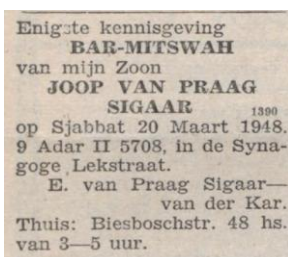 Enigste kennisgeving
BAR-MITSWAH
van mijn Zoon
JOOP VAN PRAAG
SIGAAR 1390
op Sjabbat 20 Maart 1948.
9 Adar II 5708, in de Syna-
goge Lekstraat.
E. van Praag Sigaar—
van der Kar.
Thuis: Biesboschstr. 48 hs.
van 3—5 uur.